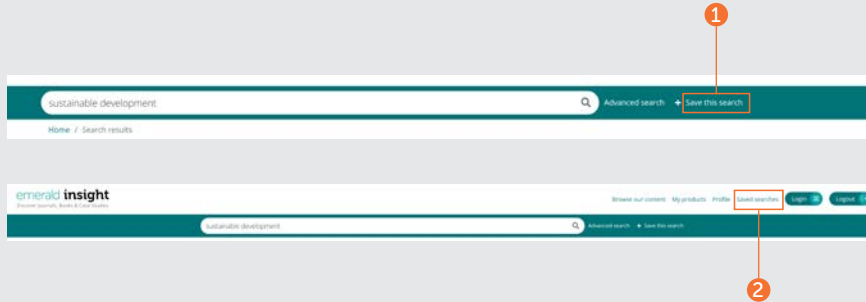 1
sustainable development Advanced search + Save this search
Home / Search results
emerald insight
Discover Journals, Books & Case Studies
Browse our content My products Profile Saved searches Login Logout
sustainable development Advanced search + Save this search
2